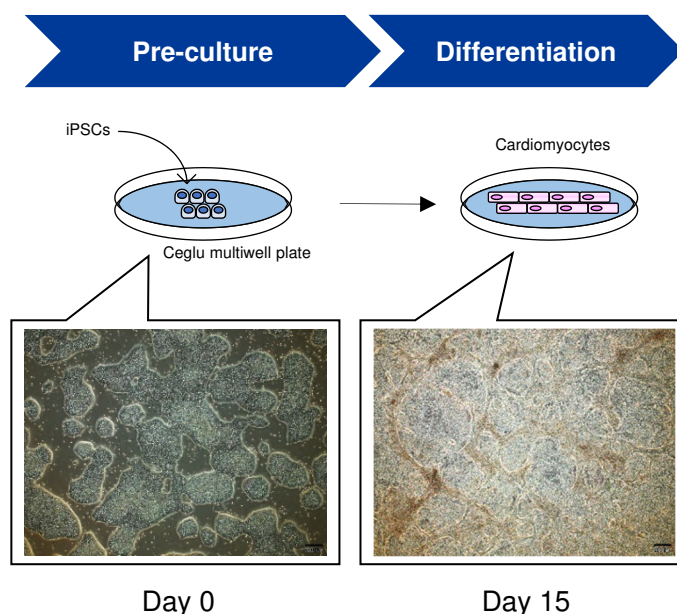 Pre-culture
Differentiation
iPSCs
Cardiomyocytes
Ceglu multiwell plate
Day 0
Day 15